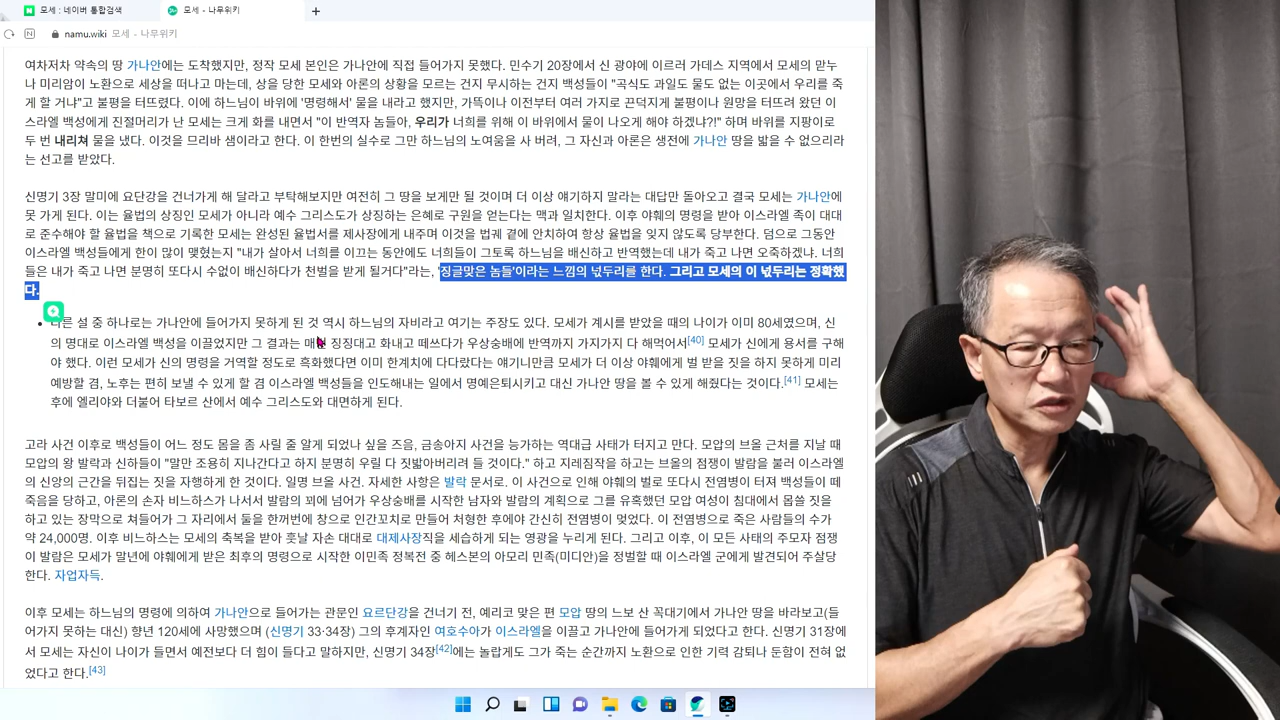 모세 : 네이버 통합검색
모세 - 나무위키
namu.wiki 모세 - 나무위키
여차저차 약속의 땅 가나안에는 도착했지만, 정작 모세 본인은 가나안에 직접 들어가지 못했다. 민수기 20장에서 신 광야에 이르러 가데스 지역에서 모세의 맏누
나 미리암이 노환으로 세상을 떠나고 마는데, 상을 당한 모세와 아론의 상황을 모르는 건지 무시하는 건지 백성들이 "곡식도 과일도 물도 없는 이곳에서 우리를 죽
게 할 거냐"고 불평을 터뜨렸다. 이에 하느님이 바위에 '명령해서' 물을 내라고 했지만, 가뜩이나 이전부터 여러 가지로 끈덕지게 불평이나 원망을 터뜨려 왔던 이
스라엘 백성에게 진절머리가 난 모세는 크게 화를 내면서 "이 반역자 놈들아, 우리가 너희를 위해 이 바위에서 물이 나오게 해야 하겠냐?!" 하며 바위를 지팡이로
두 번 내리쳐 물을 냈다. 이것을 므리바 샘이라고 한다. 이 한번의 실수로 그만 하느님의 노여움을 사 버려, 그 자신과 아론은 생전에 가나안 땅을 밟을 수 없으리라
는 선고를 받았다.
신명기 3장 말미에 요단강을 건너가게 해 달라고 부탁해보지만 여전히 그 땅을 보게만 될 것이며 더 이상 얘기하지 말라는 대답만 돌아오고 결국 모세는 가나안에
못 가게 된다. 이는 율법의 상징인 모세가 아니라 예수 그리스도가 상징하는 은혜로 구원을 얻는다는 맥과 일치한다. 이후 야훼의 명령을 받아 이스라엘 족이 대대
로 준수해야 할 율법을 책으로 기록한 모세는 완성된 율법서를 제사장에게 내주며 이것을 법궤 곁에 안치하여 항상 율법을 잊지 않도록 당부한다. 덤으로 그동안
이스라엘 백성들에게 한이 많이 맺혔는지 "내가 살아서 너희를 이끄는 동안에도 너희들이 그토록 하느님을 배신하고 반역했는데 내가 죽고 나면 오죽하겠냐. 너희
들은 내가 죽고 나면 분명히 또다시 수없이 배신하다가 천벌을 받게 될거다"라는, '징글맞은 놈들'이라는 느낌의 넋두리를 한다. 그리고 모세의 이 넋두리는 정확했
다.
다른 설 중 하나로는 가나안에 들어가지 못하게 된 것 역시 하느님의 자비라고 여기는 주장도 있다. 모세가 계시를 받았을 때의 나이가 이미 80세였으며, 신
의 명대로 이스라엘 백성을 이끌었지만 그 결과는 매번 징징대고 화내고 떼쓰다가 우상숭배에 반역까지 가지가지 다 해먹어서[40] 모세가 신에게 용서를 구해
야 했다. 이런 모세가 신의 명령을 거역할 정도로 흑화했다면 이미 한계치에 다다랐다는 얘기니만큼 모세가 더 이상 야훼에게 벌 받을 짓을 하지 못하게 미리
예방할 겸, 노후는 편히 보낼 수 있게 할 겸 이스라엘 백성들을 인도해내는 일에서 명예은퇴시키고 대신 가나안 땅을 볼 수 있게 해줬다는 것이다.[41] 모세는
후에 엘리야와 더불어 타보르 산에서 예수 그리스도와 대면하게 된다.
고라 사건 이후로 백성들이 어느 정도 몸을 좀 사릴 줄 알게 되었나 싶을 즈음, 금송아지 사건을 능가하는 역대급 사태가 터지고 만다. 모압의 브올 근처를 지날 때
모압의 왕 발락과 신하들이 "말만 조용히 지나간다고 하지 분명히 우릴 다 짓밟아버리려 들 것이다." 하고 지레짐작을 하고는 브올의 점쟁이 발람을 불러 이스라엘
의 신앙의 근간을 뒤집는 짓을 자행하게 한 것이다. 일명 브올 사건. 자세한 사항은 발락 문서로. 이 사건으로 인해 야훼의 벌로 또다시 전염병이 터져 백성들이 떼
죽음을 당하고, 아론의 손자 비느하스가 나서서 발람의 꾀에 넘어가 우상숭배를 시작한 남자와 발람의 계획으로 그를 유혹했던 모압 여성이 침대에서 몹쓸 짓을
하고 있는 장막으로 쳐들어가 그 자리에서 둘을 한꺼번에 창으로 인간꼬치로 만들어 처형한 후에야 간신히 전염병이 멎었다. 이 전염병으로 죽은 사람들의 수가
약 24,000명. 이후 비느하스는 모세의 축복을 받아 훗날 자손 대대로 대제사장직을 세습하게 되는 영광을 누리게 된다. 그리고 이후, 이 모든 사태의 주모자 점쟁
이 발람은 모세가 말년에 야훼에게 받은 최후의 명령으로 시작한 이민족 정복전 중 헤스본의 아모리 민족(미디안)을 정벌할 때 이스라엘 군에게 발견되어 주살당
한다. 자업자득.
이후 모세는 하느님의 명령에 의하여 가나안으로 들어가는 관문인 요르단강을 건너기 전, 예리코 맞은 편 모압 땅의 느보 산 꼭대기에서 가나안 땅을 바라보고(들
어가지 못하는 대신) 향년 120세에 사망했으며 (신명기 33·34장) 그의 후계자인 여호수아가 이스라엘을 이끌고 가나안에 들어가게 되었다고 한다. 신명기 31장에
서 모세는 자신이 나이가 들면서 예전보다 더 힘이 들다고 말하지만, 신명기 34장[42]에는 놀랍게도 그가 죽는 순간까지 노환으로 인한 기력 감퇴나 둔함이 전혀 없
었다고 한다.[43]